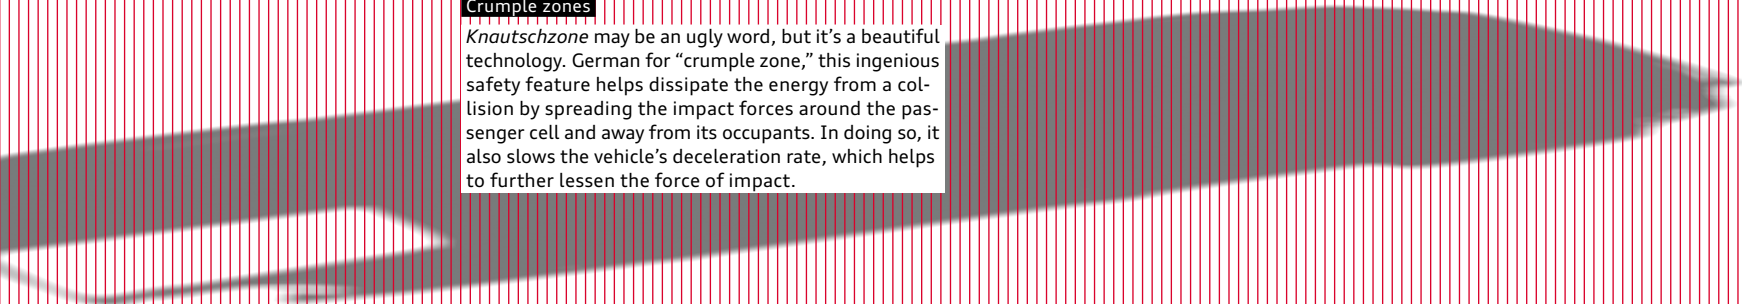 Crumple zones
Knautschzone may be an ugly word, but it’s a beautiful
technology. German for “crumple zone,” this ingenious
safety feature helps dissipate the energy from a col-
lision by spreading the impact forces around the pas-
senger cell and away from its occupants. In doing so, it
also slows the vehicle’s deceleration rate, which helps
to further lessen the force of impact.